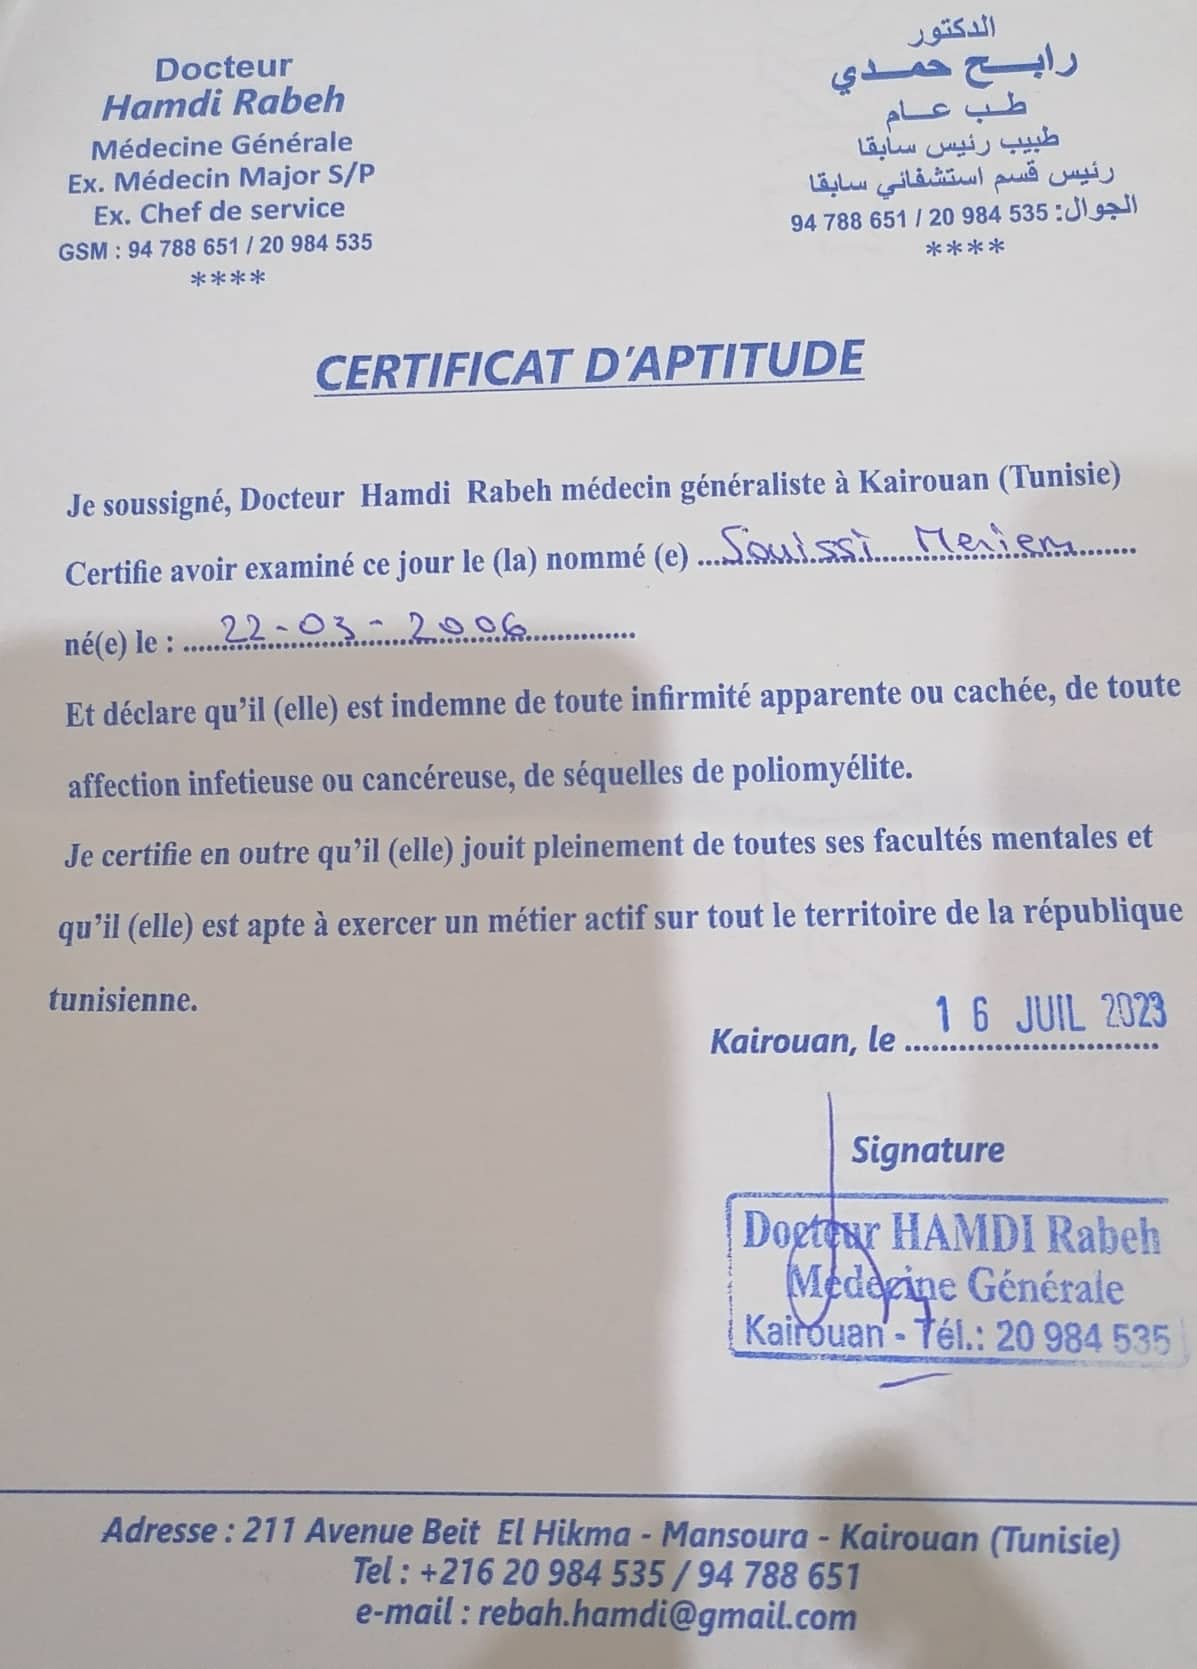 Docteur
Hamdi Rabeh
Médecine Générale
Ex. Médecin Major S/P
Ex. Chef de service
GSM : 94 788 651 / 20 984 535
****
الدكتور
رابح حمدي
طب عام
طبيب رئيس سابقا
رئيس قسم استشفائي سابقا
الجوال: 535 984 20 / 651 788 94
****
CERTIFICAT D'APTITUDE
Je soussigné, Docteur Hamdi Rabeh médecin généraliste à Kairouan (Tunisie)
Certifie avoir examiné ce jour le (la) nommé (e) Souissi Meriem
né(e) le : 22-03-2006
Et déclare qu'il (elle) est indemne de toute infirmité apparente ou cachée, de toute
affection infetieuse ou cancéreuse, de séquelles de poliomyélite.
Je certifie en outre qu'il (elle) jouit pleinement de toutes ses facultés mentales et
qu'il (elle) est apte à exercer un métier actif sur tout le territoire de la république
tunisienne.
Kairouan, le 16 JUIL 2023
Signature
Docteur HAMDI Rabeh
Médecine Générale
Kairouan - Tél.: 20 984 535
Adresse : 211 Avenue Beit El Hikma - Mansoura - Kairouan (Tunisie)
Tel : +216 20 984 535 / 94 788 651
e-mail : rebah.hamdi@gmail.com